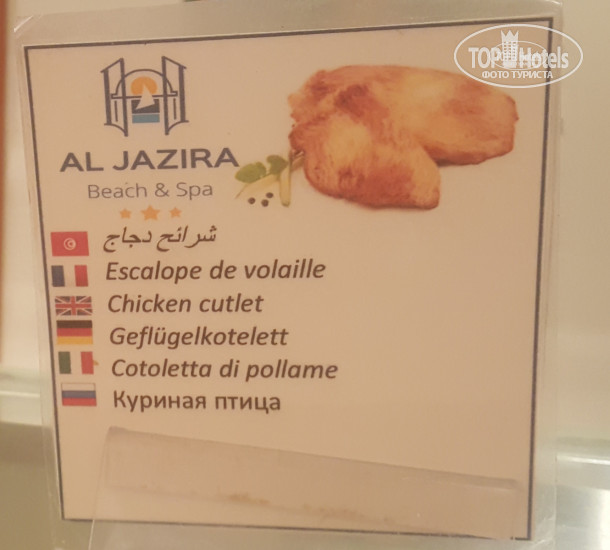 TOP Hotels
ФОТО ТУРИСТА
AL JAZIRA
Beach & Spa
شرائح دجاج
Escalope de volaille
Chicken cutlet
Geflügelkotelett
Cotoletta di pollame
Куриная птица